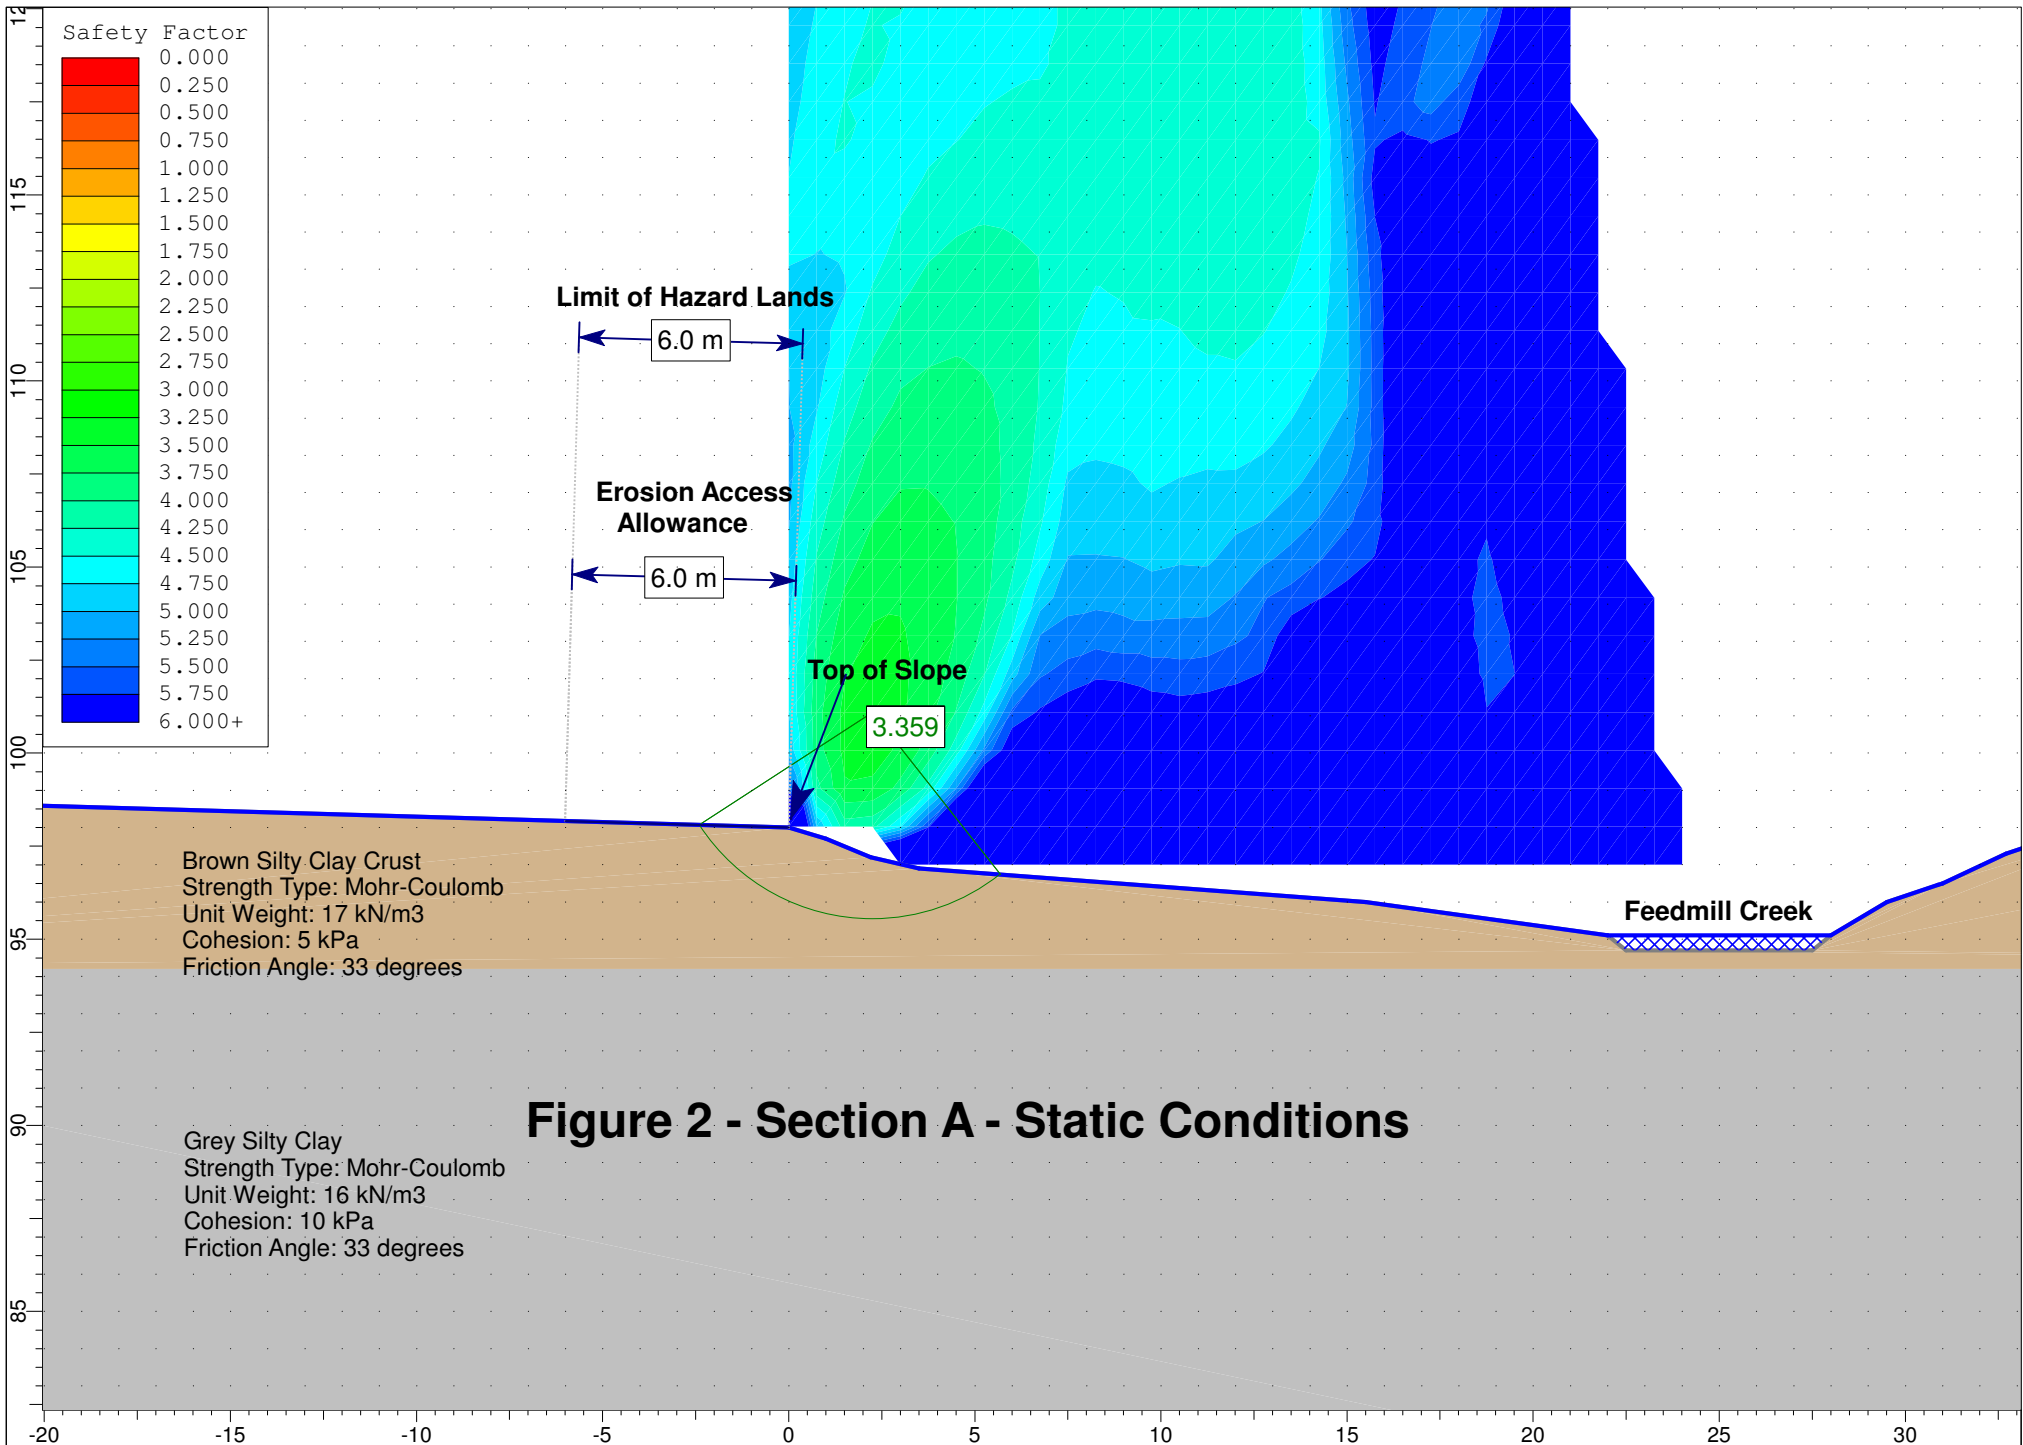 Safety Factor
0.000
0.250
0.500
0.750
1.000
1.250
1.500
1.750
2.000
2.250
2.500
2.750
3.000
3.250
3.500
3.750
4.000
4.250
4.500
4.750
5.000
5.250
5.500
5.750
6.000+
Limit of Hazard Lands
6.0 m
Erosion Access
Allowance
6.0 m
Top of Slope
3.359
Brown Silty Clay Crust
Strength Type: Mohr-Coulomb
Unit Weight: 17 kN/m3
Cohesion: 5 kPa
Friction Angle: 33 degrees
Feedmill Creek
Figure 2 - Section A - Static Conditions
Grey Silty Clay
Strength Type: Mohr-Coulomb
Unit Weight: 16 kN/m3
Cohesion: 10 kPa
Friction Angle: 33 degrees
115
110
105
100
95
90
85
-20
-15
-10
-5
0
5
10
15
20
25
30